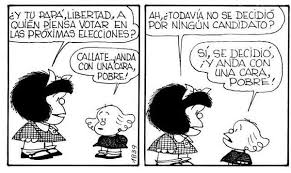 ¿Y TU PAPÁ, LIBERTAD, A
QUIÉN PIENSA VOTAR EN
LAS PRÓXIMAS ELECCIONES?
CALLATE...¡ANDA
CON UNA CARA,
POBRE!
1839
AH, ¿TODAVÍA NO SE DECIDIÓ
POR NINGÚN CANDIDATO?
SÍ, SE DECIDIÓ,
¡Y ANDA CON
UNA CARA,
POBRE!